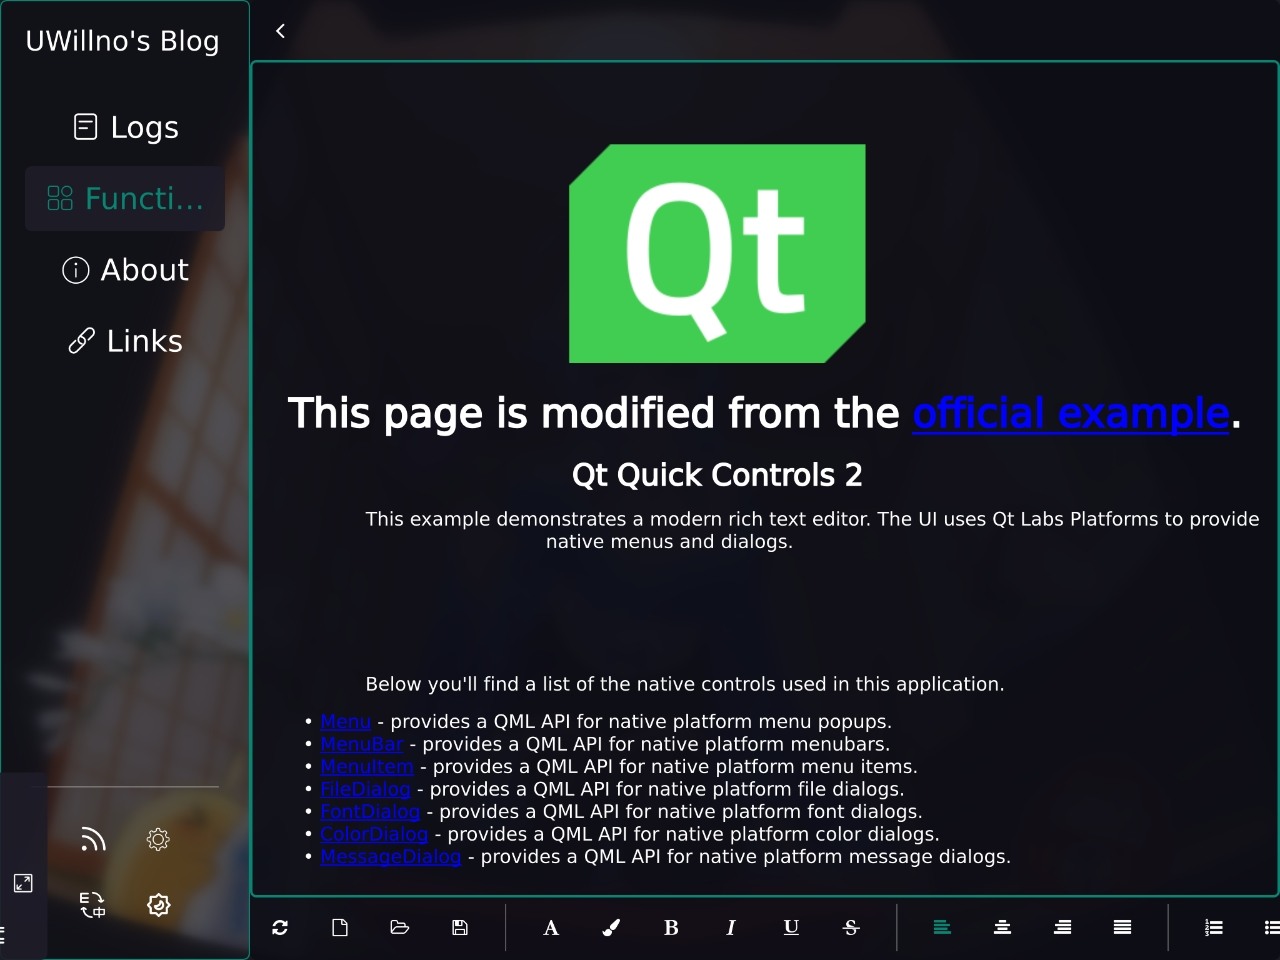 UWillno's Blog
Logs
Functi...
About
Links
Qt
This page is modified from the official example.
Qt Quick Controls 2
This example demonstrates a modern rich text editor. The UI uses Qt Labs Platforms to provide
native menus and dialogs.
Below you'll find a list of the native controls used in this application.
• Menu - provides a QML API for native platform menu popups.
• MenuBar - provides a QML API for native platform menubars.
• MenuItem - provides a QML API for native platform menu items.
• FileDialog - provides a QML API for native platform file dialogs.
• FontDialog - provides a QML API for native platform font dialogs.
• ColorDialog - provides a QML API for native platform color dialogs.
• MessageDialog - provides a QML API for native platform message dialogs.
E 中
A B I U S